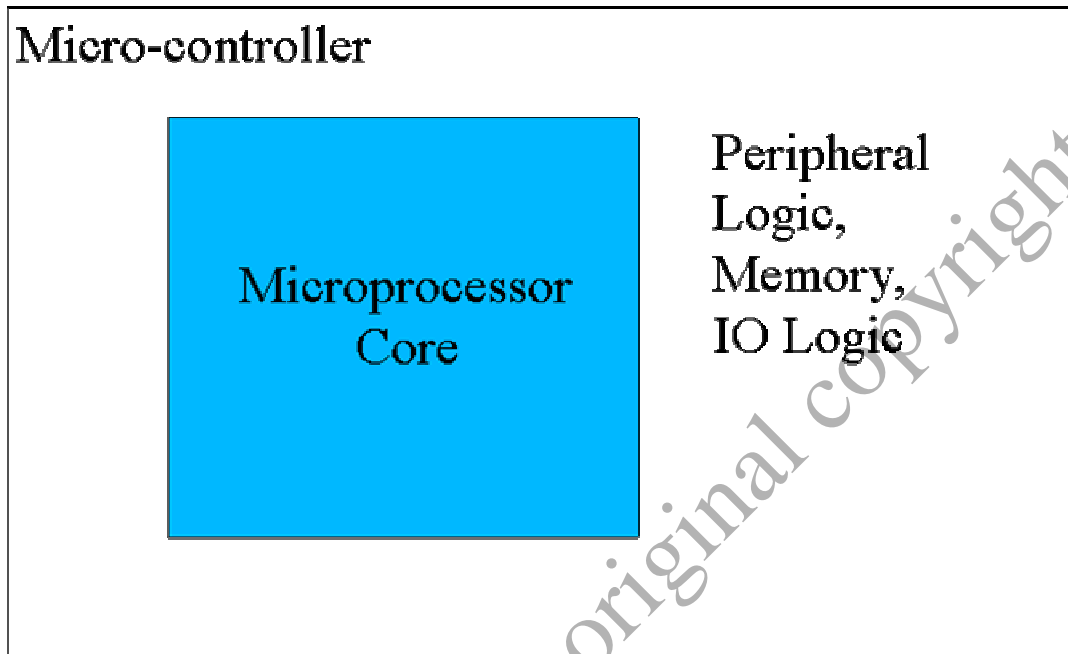 Micro-controller
Microprocessor
Core
Peripheral
Logic,
Memory,
IO Logic
original copyright